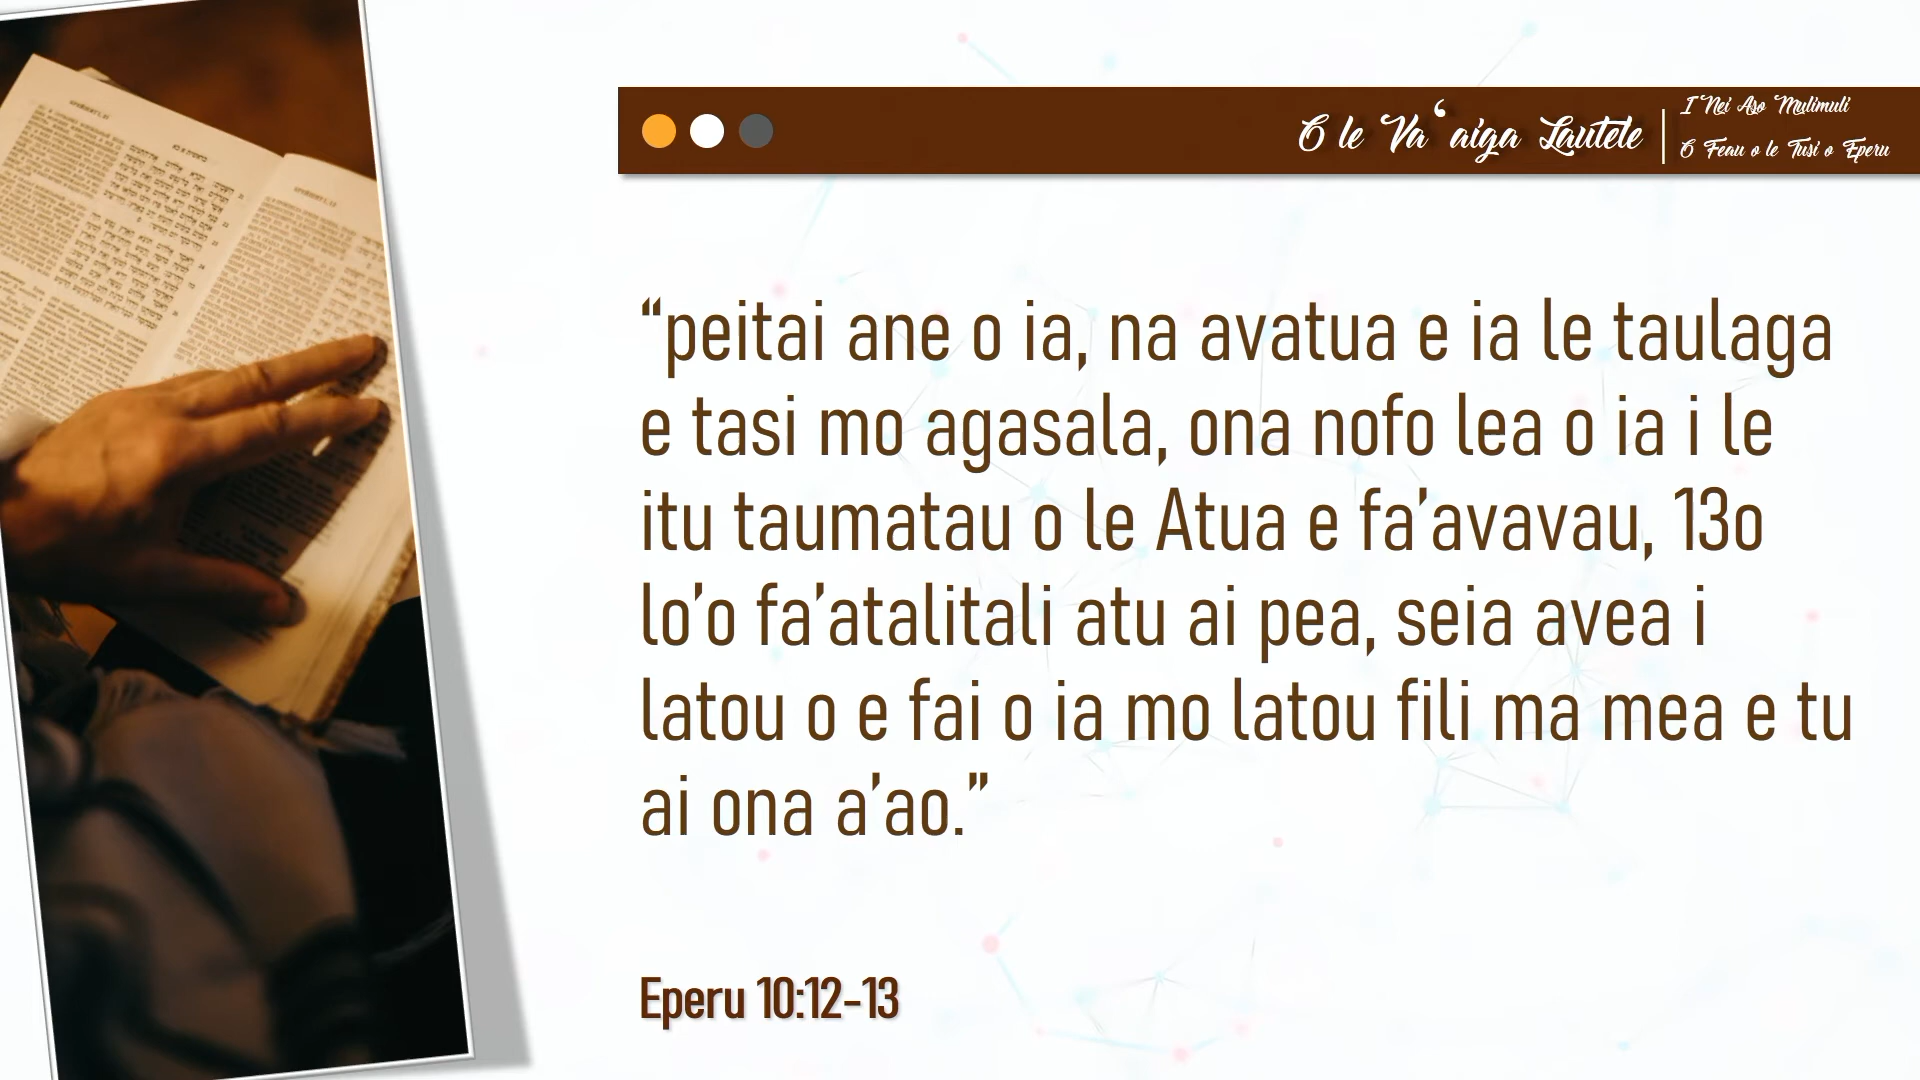 O le Va‘aiga Lautele
I Nei Aso Mulimuli
O Feau o le Tusi o Eperu
“peitai ane o ia, na avatua e ia le taulaga
e tasi mo agasala, ona nofo lea o ia i le
itu taumatau o le Atua e fa’avavau, 13o
lo’o fa’atalitali atu ai pea, seia avea i
latou o e fai o ia mo latou fili ma mea e tu
ai ona a’ao.”
Eperu 10:12-13